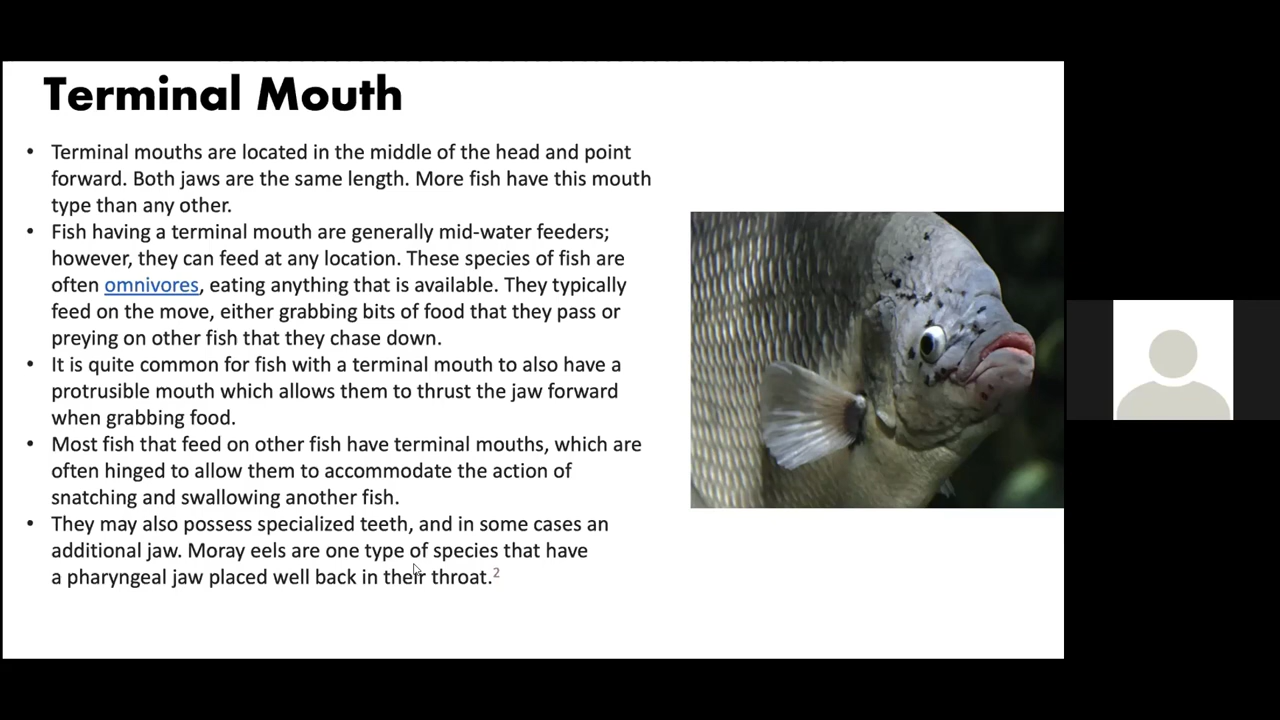 Terminal Mouth
• Terminal mouths are located in the middle of the head and point
forward. Both jaws are the same length. More fish have this mouth
type than any other.
• Fish having a terminal mouth are generally mid-water feeders;
however, they can feed at any location. These species of fish are
often omnivores, eating anything that is available. They typically
feed on the move, either grabbing bits of food that they pass or
preying on other fish that they chase down.
• It is quite common for fish with a terminal mouth to also have a
protrusible mouth which allows them to thrust the jaw forward
when grabbing food.
• Most fish that feed on other fish have terminal mouths, which are
often hinged to allow them to accommodate the action of
snatching and swallowing another fish.
• They may also possess specialized teeth, and in some cases an
additional jaw. Moray eels are one type of species that have
a pharyngeal jaw placed well back in their throat.2